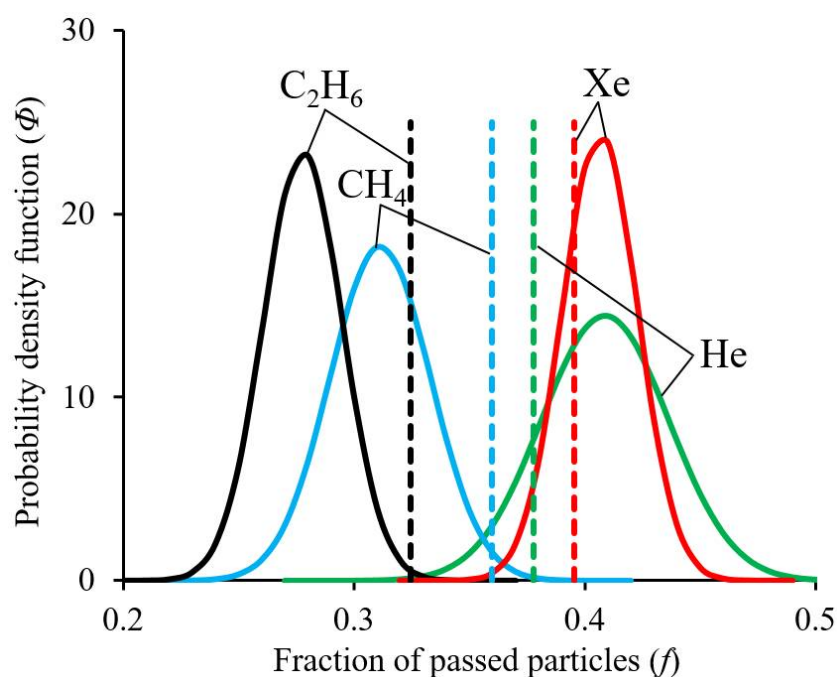 30
20
10
0
Probability density function (Φ)
C₂H₆
CH₄
Xe
He
0.2
0.3
0.4
0.5
Fraction of passed particles (f)